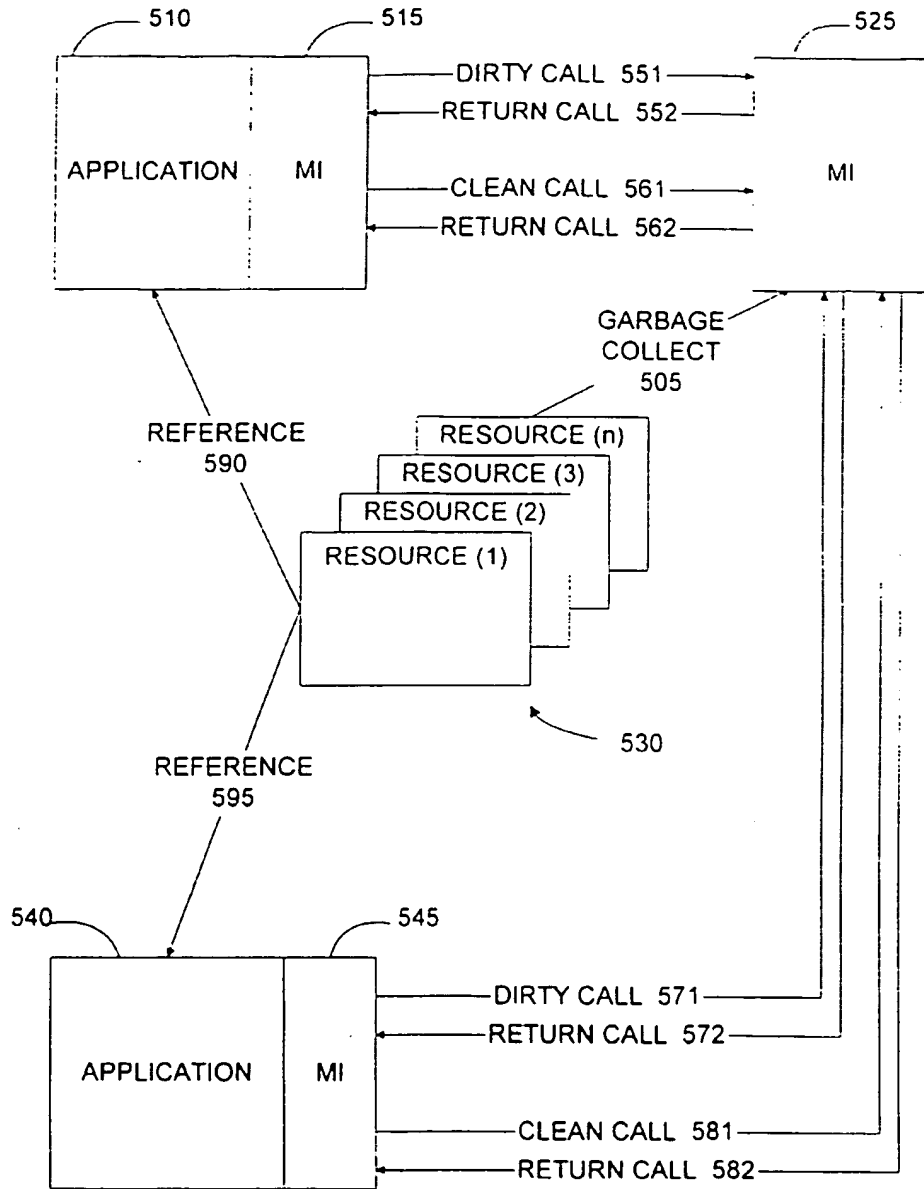 510
515
525
DIRTY CALL 551
RETURN CALL 552
APPLICATION
MI
MI
CLEAN CALL 561
RETURN CALL 562
GARBAGE
COLLECT
505
REFERENCE
590
RESOURCE (n)
RESOURCE (3)
RESOURCE (2)
RESOURCE (1)
530
REFERENCE
595
540
545
DIRTY CALL 571
RETURN CALL 572
APPLICATION
MI
CLEAN CALL 581
RETURN CALL 582